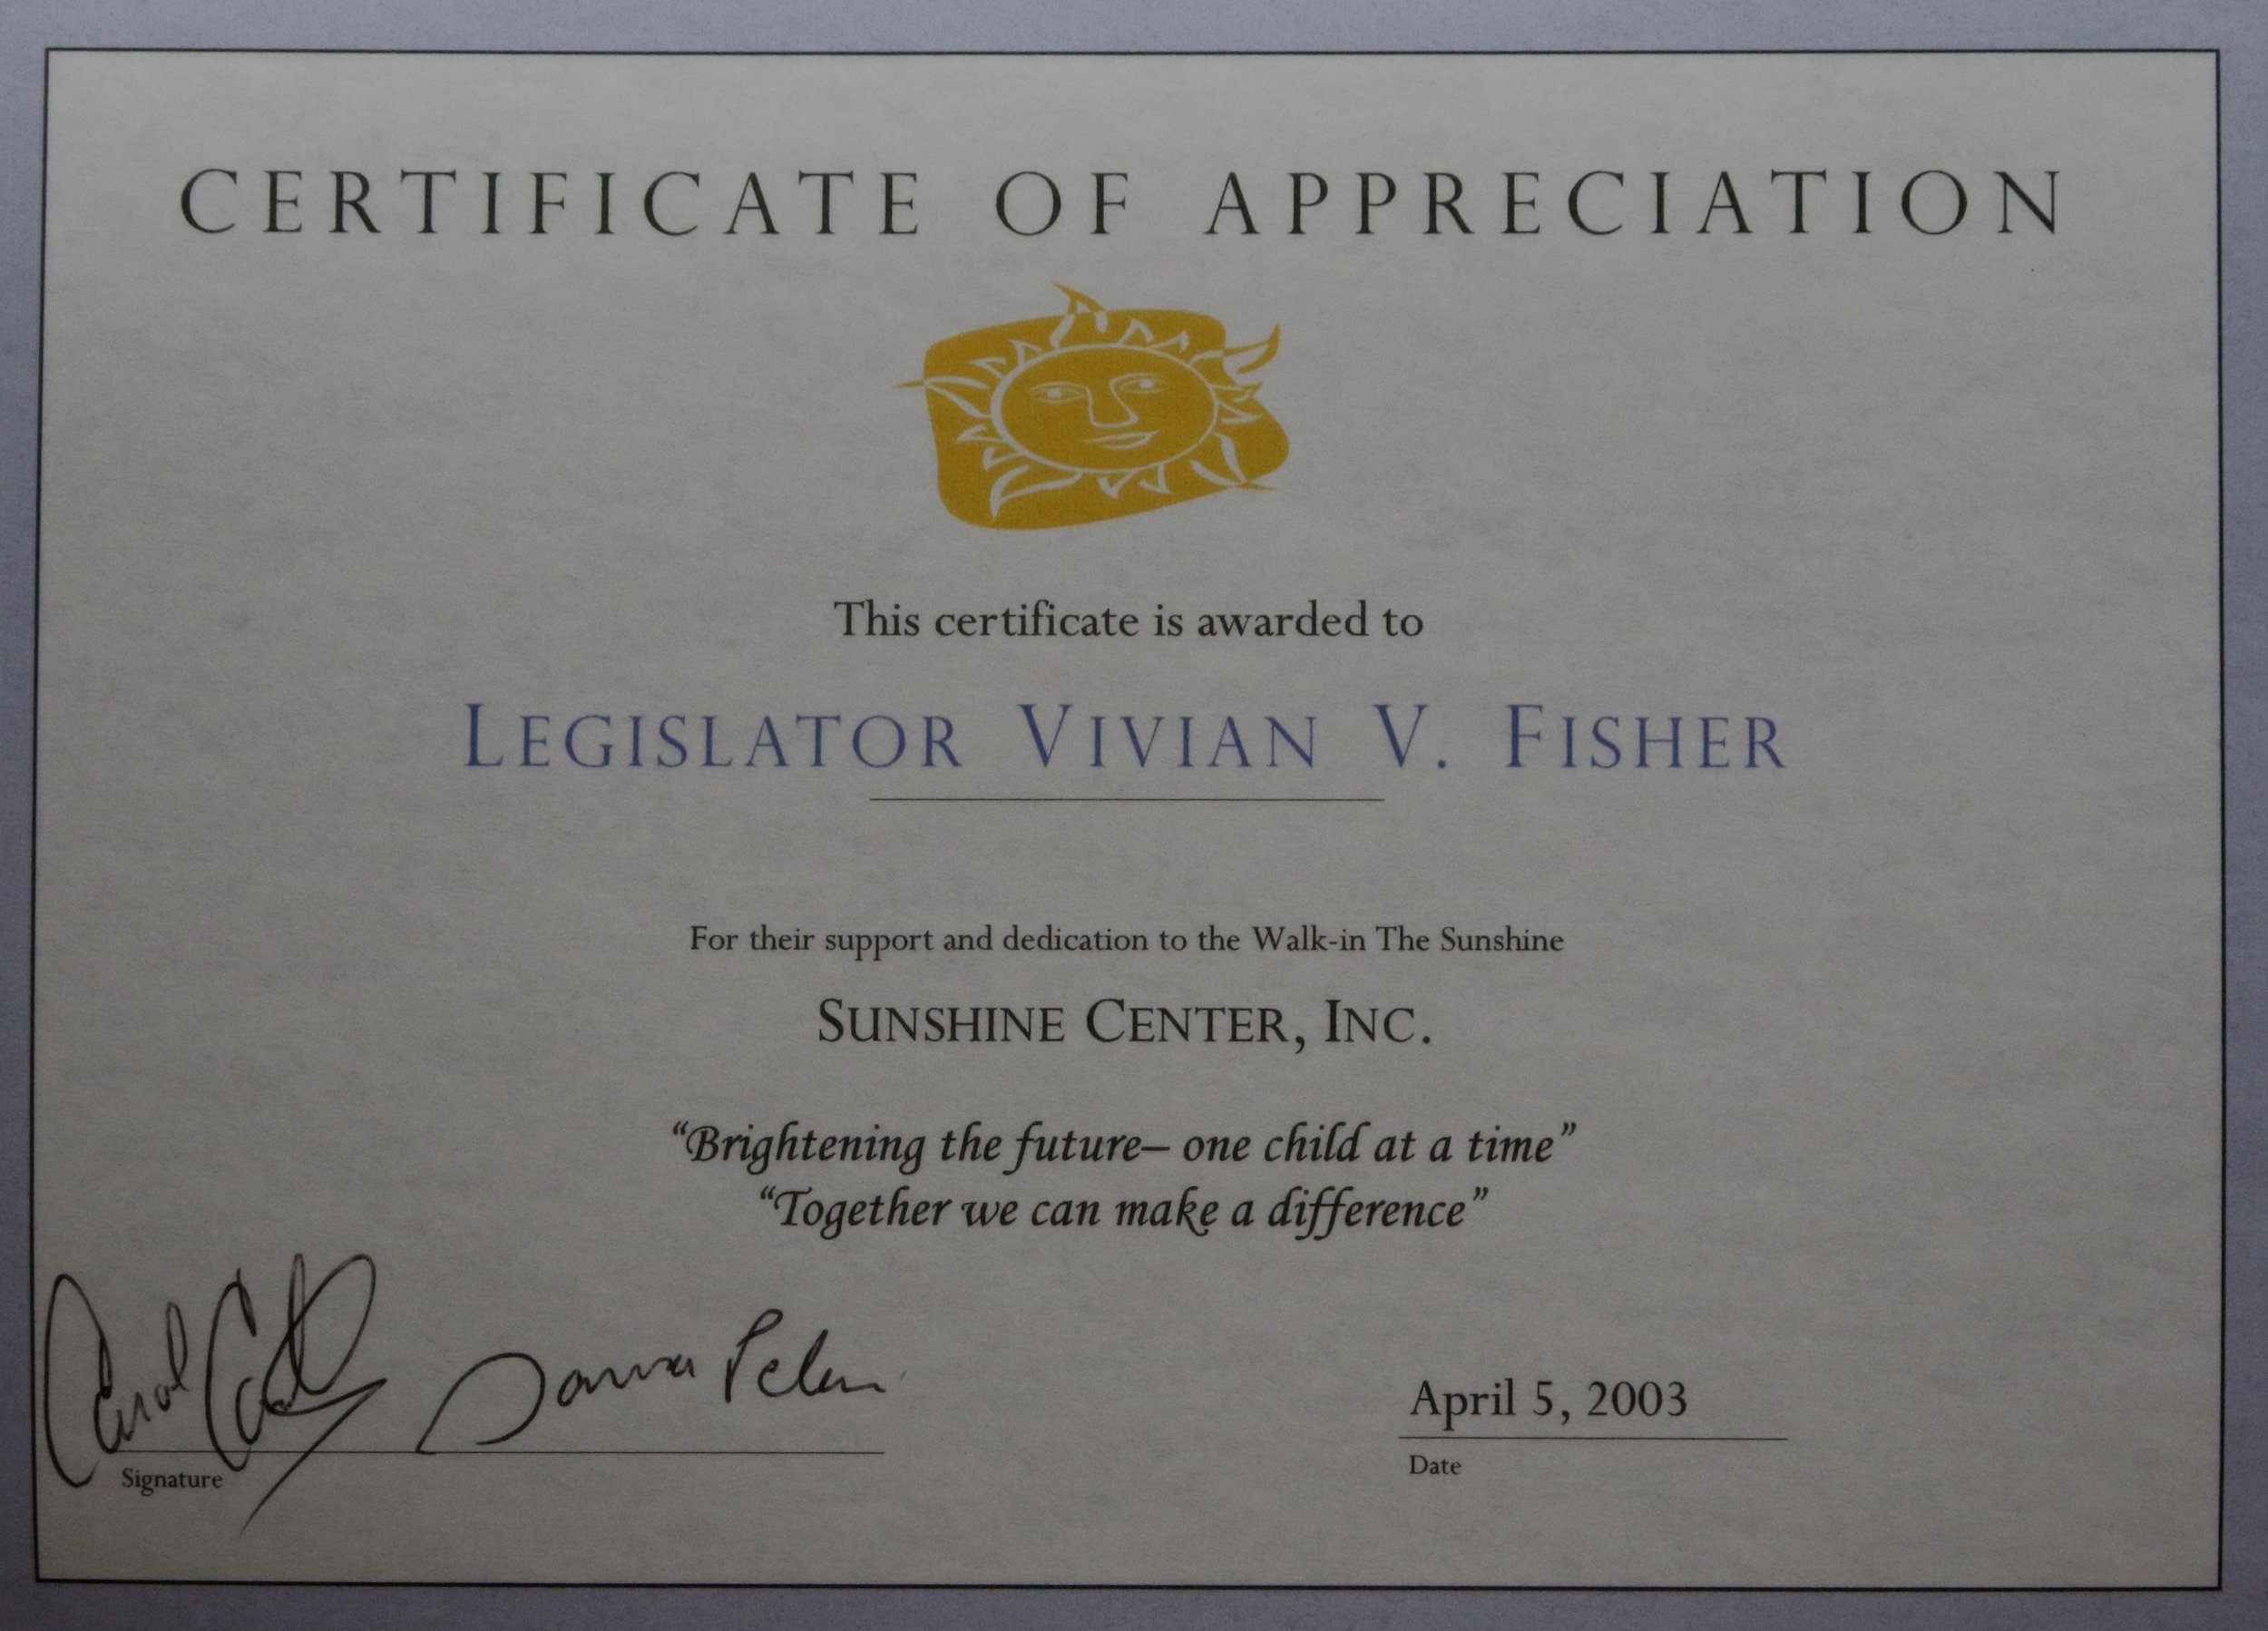 CERTIFICATE OF APPRECIATION
This certificate is awarded to
LEGISLATOR VIVIAN V. FISHER
For their support and dedication to the Walk-in The Sunshine
SUNSHINE CENTER, INC.
“Brightening the future– one child at a time”
“Together we can make a difference”
Carol
April 5, 2003
Signature
Date